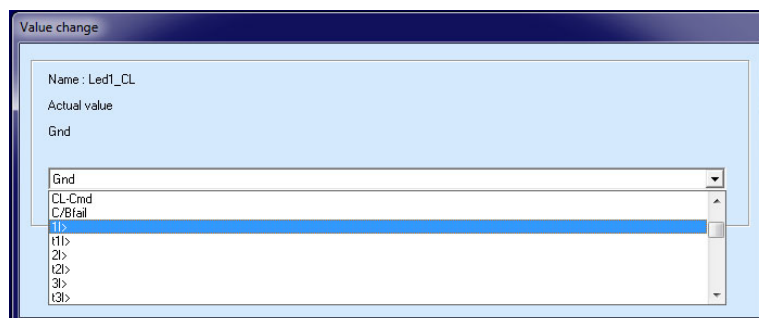 Value change
Name : Led1_CL
Actual value
Gnd
Gnd
CL-Cmd
C/Bfail
1I>
t1I>
2I>
t2I>
3I>
t3I>